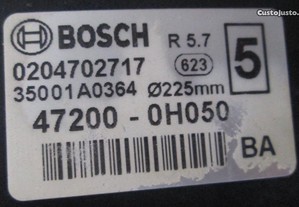 CustoJusto.pt
BOSCH
R 5.7
0204702717
623
5
35001A0364 Ø225mm
47200 - 0H050
BA